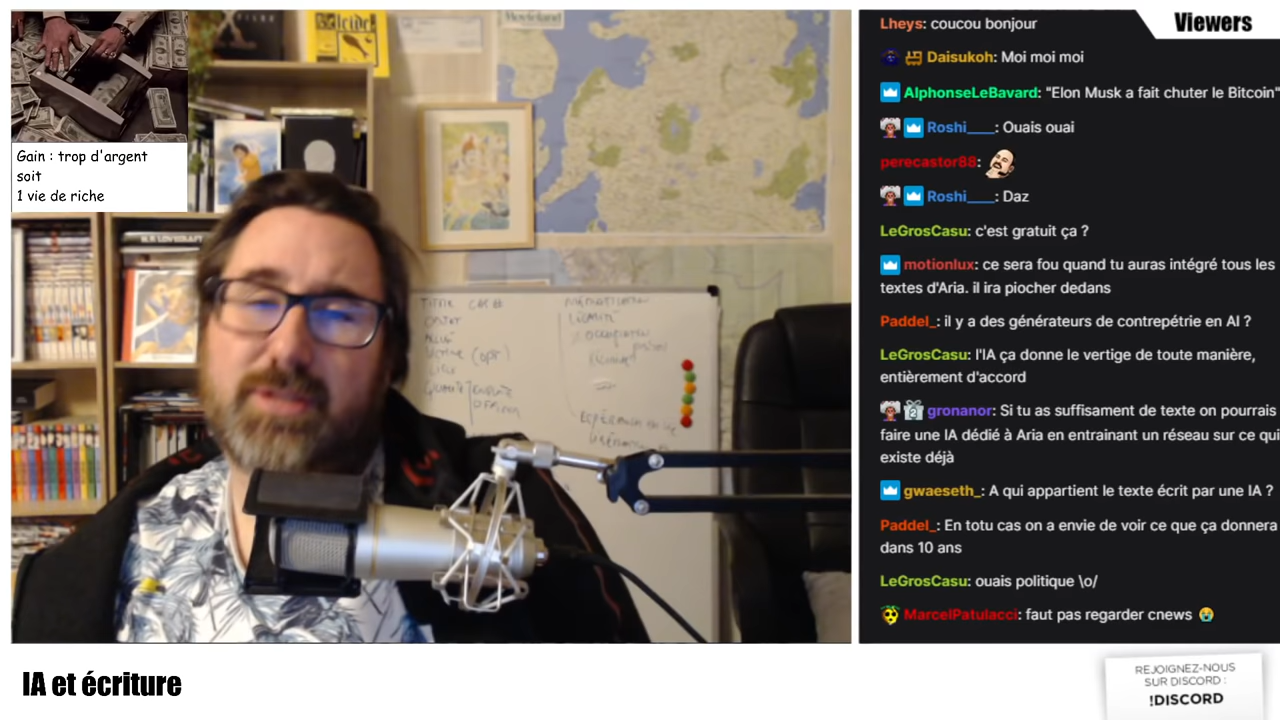 Gain : trop d'argent
soit
1 vie de riche
Viewers
Lheys: coucou bonjour
Daisukoh: Moi moi moi
AlphonseLeBavard: "Elon Musk a fait chuter le Bitcoin"
Roshi____: Ouais ouai
perecastor88:
Roshi____: Daz
LeGrosCasu: c'est gratuit ça ?
motionlux: ce sera fou quand tu auras intégré tous les
textes d'Aria. il ira piocher dedans
Paddel_: il y a des générateurs de contrepétrie en AI ?
LeGrosCasu: l'IA ça donne le vertige de toute manière,
entièrement d'accord
gronanor: Si tu as suffisament de texte on pourrais
faire une IA dédié à Aria en entrainant un réseau sur ce qui
existe déjà
gwaeseth_: A qui appartient le texte écrit par une IA ?
Paddel_: En totu cas on a envie de voir ce que ça donnera
dans 10 ans
LeGrosCasu: ouais politique \o/
MarcelPatulacci: faut pas regarder cnews 😭
IA et écriture
REJOIGNEZ-NOUS
SUR DISCORD :
!DISCORD